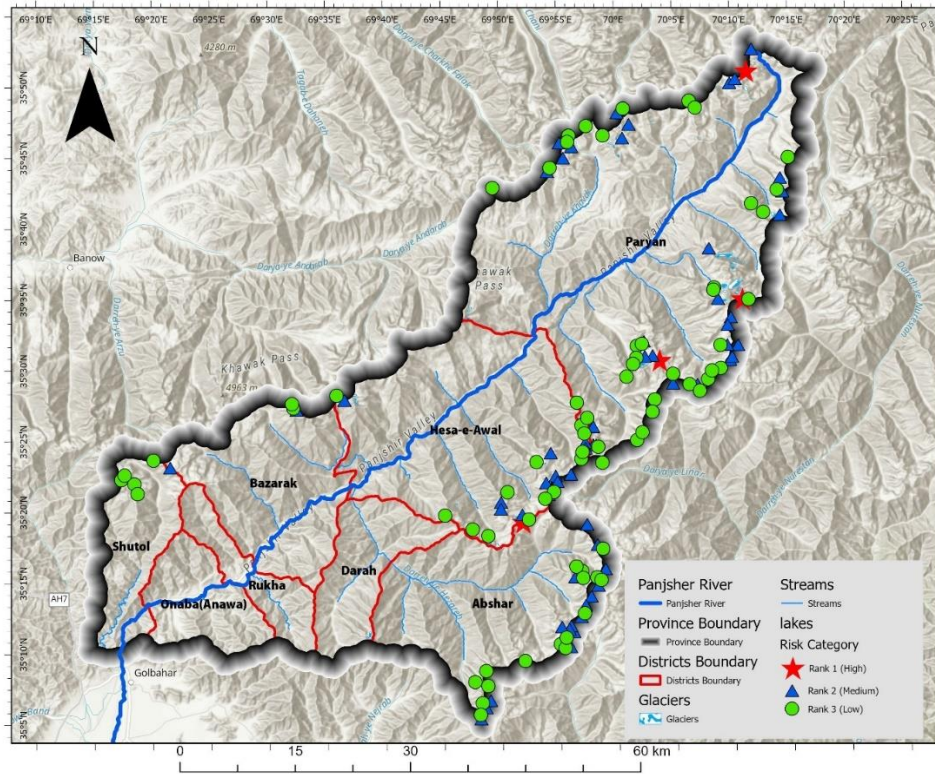 69°10'E 69°20'E 69°25'E 69°30'E 69°35'E 69°40'E 69°45'E 69°50'E 69°55'E 70°0'E 70°5'E 70°10'E 70°15'E 70°20'E 70°25'E
N
4280 m
35°50'N
35°45'N
35°40'N
35°35'N
35°30'N
35°25'N
35°20'N
35°15'N
35°10'N
35°5'N
Banow
Khawak Pass
4963 m
Khawak
Pass
Panjshir Valley
Panjshir Valley
Paryan
Hesa-e-Awal
Bazarak
Shutol
Rukha
Onaba(Anawa)
Darah
Abshar
AH7
Golbahar
Panjsher River
Panjsher River
Province Boundary
Province Boundary
Districts Boundary
Districts Boundary
Glaciers
Glaciers
Streams
Streams
lakes
Risk Category
Rank 1 (High)
Rank 2 (Medium)
Rank 3 (Low)
0 15 30 60 km